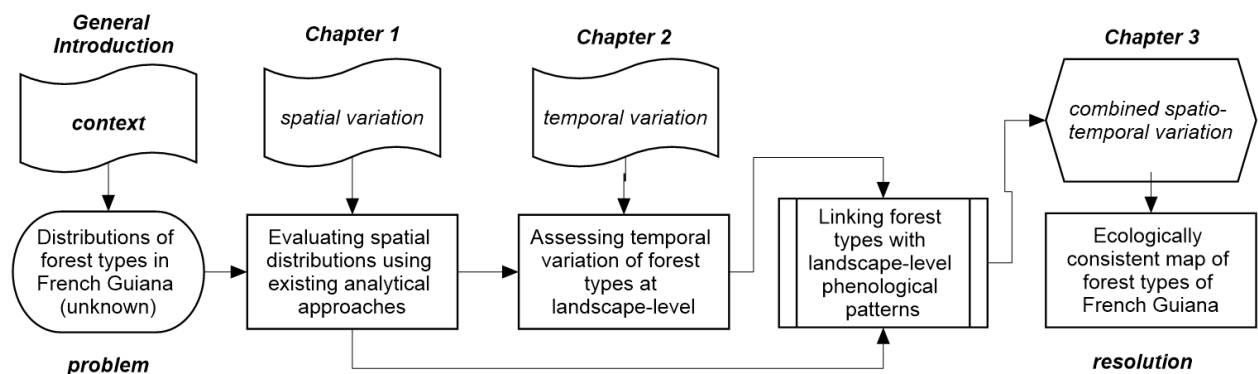 General
Introduction
context
Distributions of
forest types in
French Guiana
(unknown)
problem
Chapter 1
spatial variation
Evaluating spatial
distributions using
existing analytical
approaches
Chapter 2
temporal variation
Assessing temporal
variation of forest
types at
landscape-level
Linking forest
types with
landscape-level
phenological
patterns
Chapter 3
combined spatio-
temporal variation
Ecologically
consistent map of
forest types of
French Guiana
resolution